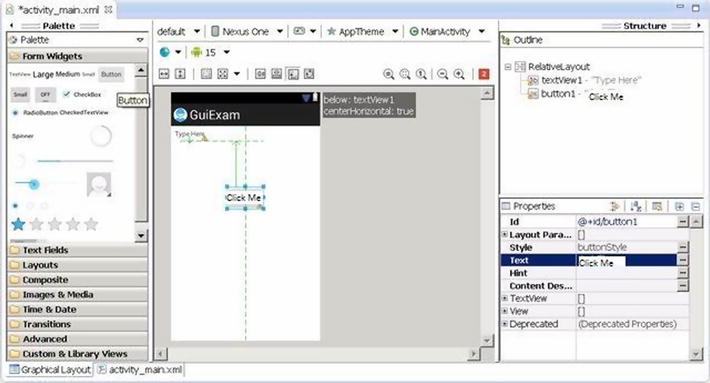 *activity_main.xml
Palette
Structure
Palette
Form Widgets
TextView Large Medium Small Button
Small OFF CheckBox
Button
RadioButton CheckedTextView
Spinner
Text Fields
Layouts
Composite
Images & Media
Time & Date
Transitions
Advanced
Custom & Library Views
Graphical Layout
activity_main.xml
default
Nexus One
AppTheme
MainActivity
15
2
below: textView1
centerHorizontal: true
GuiExam
Type Here
Click Me
Outline
RelativeLayout
textView1 - "Type Here"
button1 - "
Click Me
Properties
Id @+id/button1
Layout Para... []
Style buttonStyle
Text Click Me
Hint
Content Des...
TextView []
View []
Deprecated (Deprecated Properties)